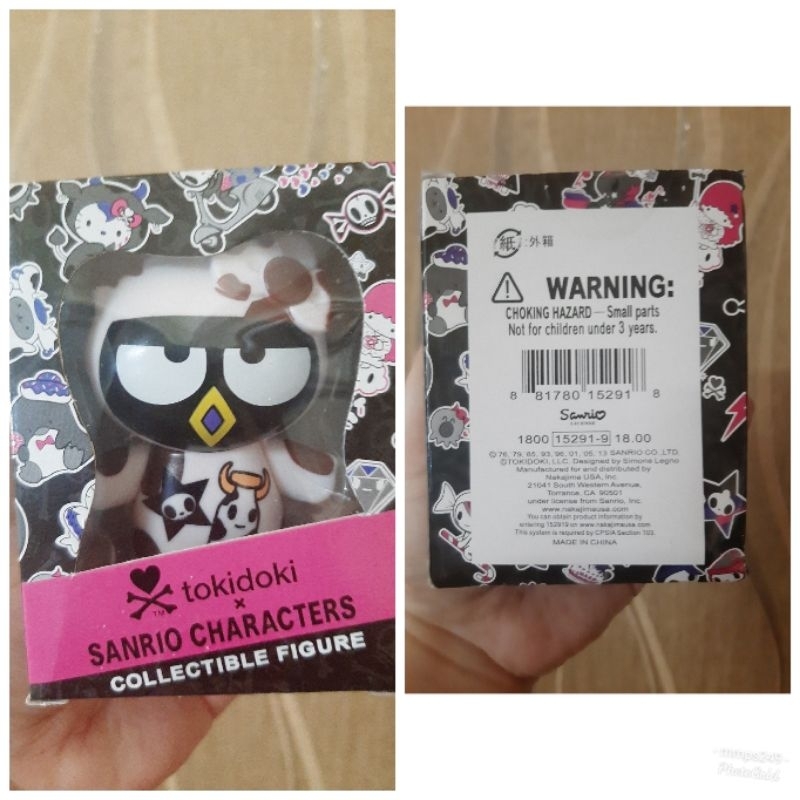 tokidoki
TM
×
SANRIO CHARACTERS
COLLECTIBLE FIGURE
紙 :外箱
WARNING:
CHOKING HAZARD — Small parts
Not for children under 3 years.
8 81780 15291 8
Sanrio
1800 15291-9 18.00
© 76, 79, 85, 93, 96, 01, 05, 13 SANRIO CO.,LTD.
©TOKIDOKI, LLC. Designed by Simone Legno
Manufactured for and distributed by
Nakajima USA, Inc.
21041 South Western Avenue,
Torrance, CA 90501
under license from Sanrio, Inc.
www.nakajimausa.com
You can obtain product information by
entering 152919 on www.nakajimausa.com
This system is required by CPSIA Section 103.
MADE IN CHINA
mmps249
PhotoGrid